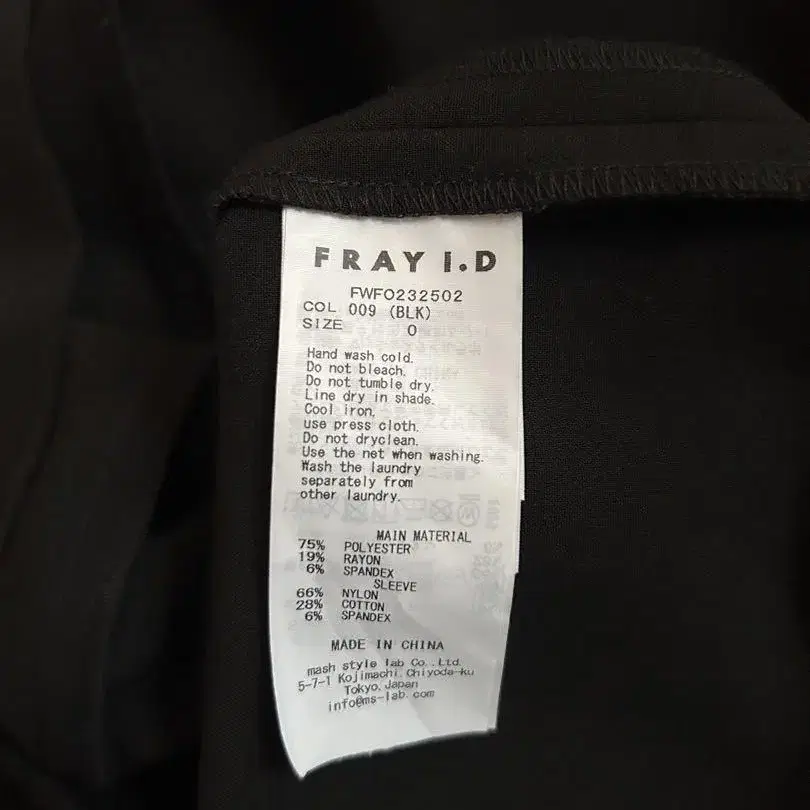 FRAY I.D
FWFO232502
COL 009 (BLK)
SIZE 0
Hand wash cold.
Do not bleach.
Do not tumble dry.
Line dry in shade.
Cool iron,
use press cloth.
Do not dryclean.
Use the net when washing.
Wash the laundry
separately from
other laundry.
MAIN MATERIAL
75% POLYESTER
19% RAYON
6% SPANDEX
SLEEVE
66% NYLON
28% COTTON
6% SPANDEX
MADE IN CHINA
mash style lab Co.,Ltd.
5-7-1 Kojimachi, Chiyoda-ku
Tokyo, Japan
info@ms-lab.com